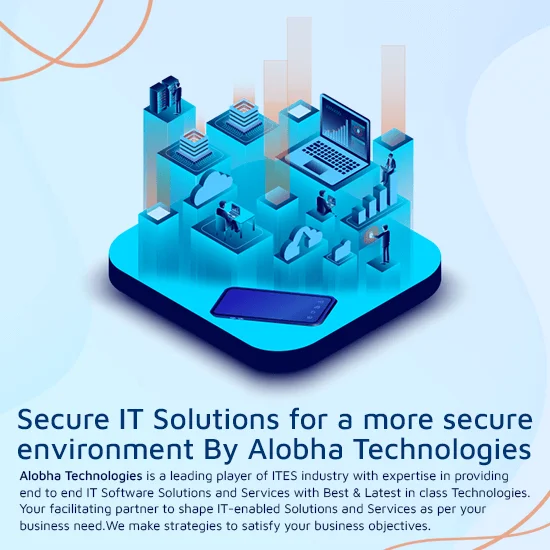 Secure IT Solutions for a more secure
environment By Alobha Technologies
Alobha Technologies is a leading player of ITES industry with expertise in providing
end to end IT Software Solutions and Services with Best & Latest in class Technologies.
Your facilitating partner to shape IT-enabled Solutions and Services as per your
business need.We make strategies to satisfy your business objectives.